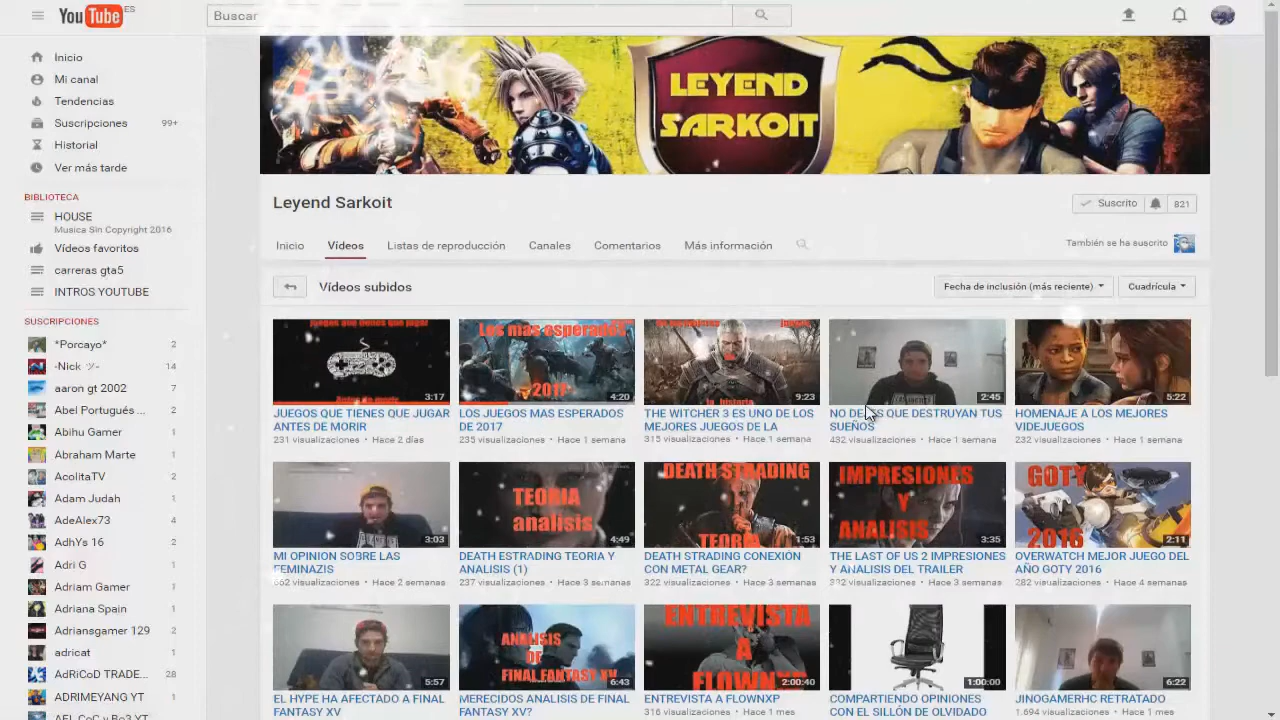 YouTube ES
Buscar
Inicio
Mi canal
Tendencias
Suscripciones 99+
Historial
Ver más tarde
BIBLIOTECA
HOUSE
Musica Sin Copyright 2016
Vídeos favoritos
carreras gta5
INTROS YOUTUBE
SUSCRIPCIONES
*Porcayo* 2
-Nick ツ- 14
aaron gt 2002 7
Abel Portugués ... 2
Abihu Gamer 1
Abraham Marte 1
AcolitaTV 2
Adam Judah 1
AdeAlex73 4
AdhYs 16 2
Adri G 1
Adriam Gamer 1
Adriana Spain 1
Adriansgamer 129 2
adricat 1
AdRiCoD TRADE... 28
ADRIMEYANG YT 1
LEYEND
SARKOIT
Leyend Sarkoit
Suscrito 821
Inicio Vídeos Listas de reproducción Canales Comentarios Más información
También se ha suscrito
Vídeos subidos
Fecha de inclusión (más reciente) Cuadrícula
3:17
Los mas esperados
2017
4:20
9:23
2:45
5:22
JUEGOS QUE TIENES QUE JUGAR
ANTES DE MORIR
231 visualizaciones • Hace 2 días
LOS JUEGOS MAS ESPERADOS
DE 2017
235 visualizaciones • Hace 1 semana
THE WITCHER 3 ES UNO DE LOS
MEJORES JUEGOS DE LA
315 visualizaciones • Hace 1 semana
QUE DESTRUYAN TUS
SUEÑOS
432 visualizaciones • Hace 1 semana
HOMENAJE A LOS MEJORES
VIDEJUEGOS
232 visualizaciones • Hace 1 semana
3:03
TEORIA
analisis
4:49
DEATH STRADING
TEORIA
1:53
IMPRESIONES
Y
ANALISIS
3:35
GOTY
2016
2:11
MI OPINION SOBRE LAS
FEMINAZIS
visualizaciones • Hace 2 semanas
DEATH ESTRADING TEORIA Y
ANALISIS (1)
237 visualizaciones • Hace 3 semanas
DEATH STRADING CONEXIÓN
CON METAL GEAR?
322 visualizaciones • Hace 3 semanas
THE LAST OF US 2 IMPRESIONES
Y ANALISIS DEL TRAILER
visualizaciones • Hace 3 semanas
OVERWATCH MEJOR JUEGO DEL
AÑO GOTY 2016
282 visualizaciones • Hace 4 semanas
5:57
ANALISIS
DE
FINAL FANTASY XV
6:43
ENTREVISTA
A
FLOWNXP
2:00:40
1:00:00
6:22
EL HYPE HA AFECTADO A FINAL
FANTASY XV
MERECIDOS ANALISIS DE FINAL
FANTASY XV?
ENTREVISTA A FLOWNXP
316 visualizaciones • Hace 1 mes
COMPARTIENDO OPINIONES
CON EL SILLÓN DE OLVIDADO
JINOGAMERHC RETRATADO
1.694 visualizaciones • Hace 1 mes